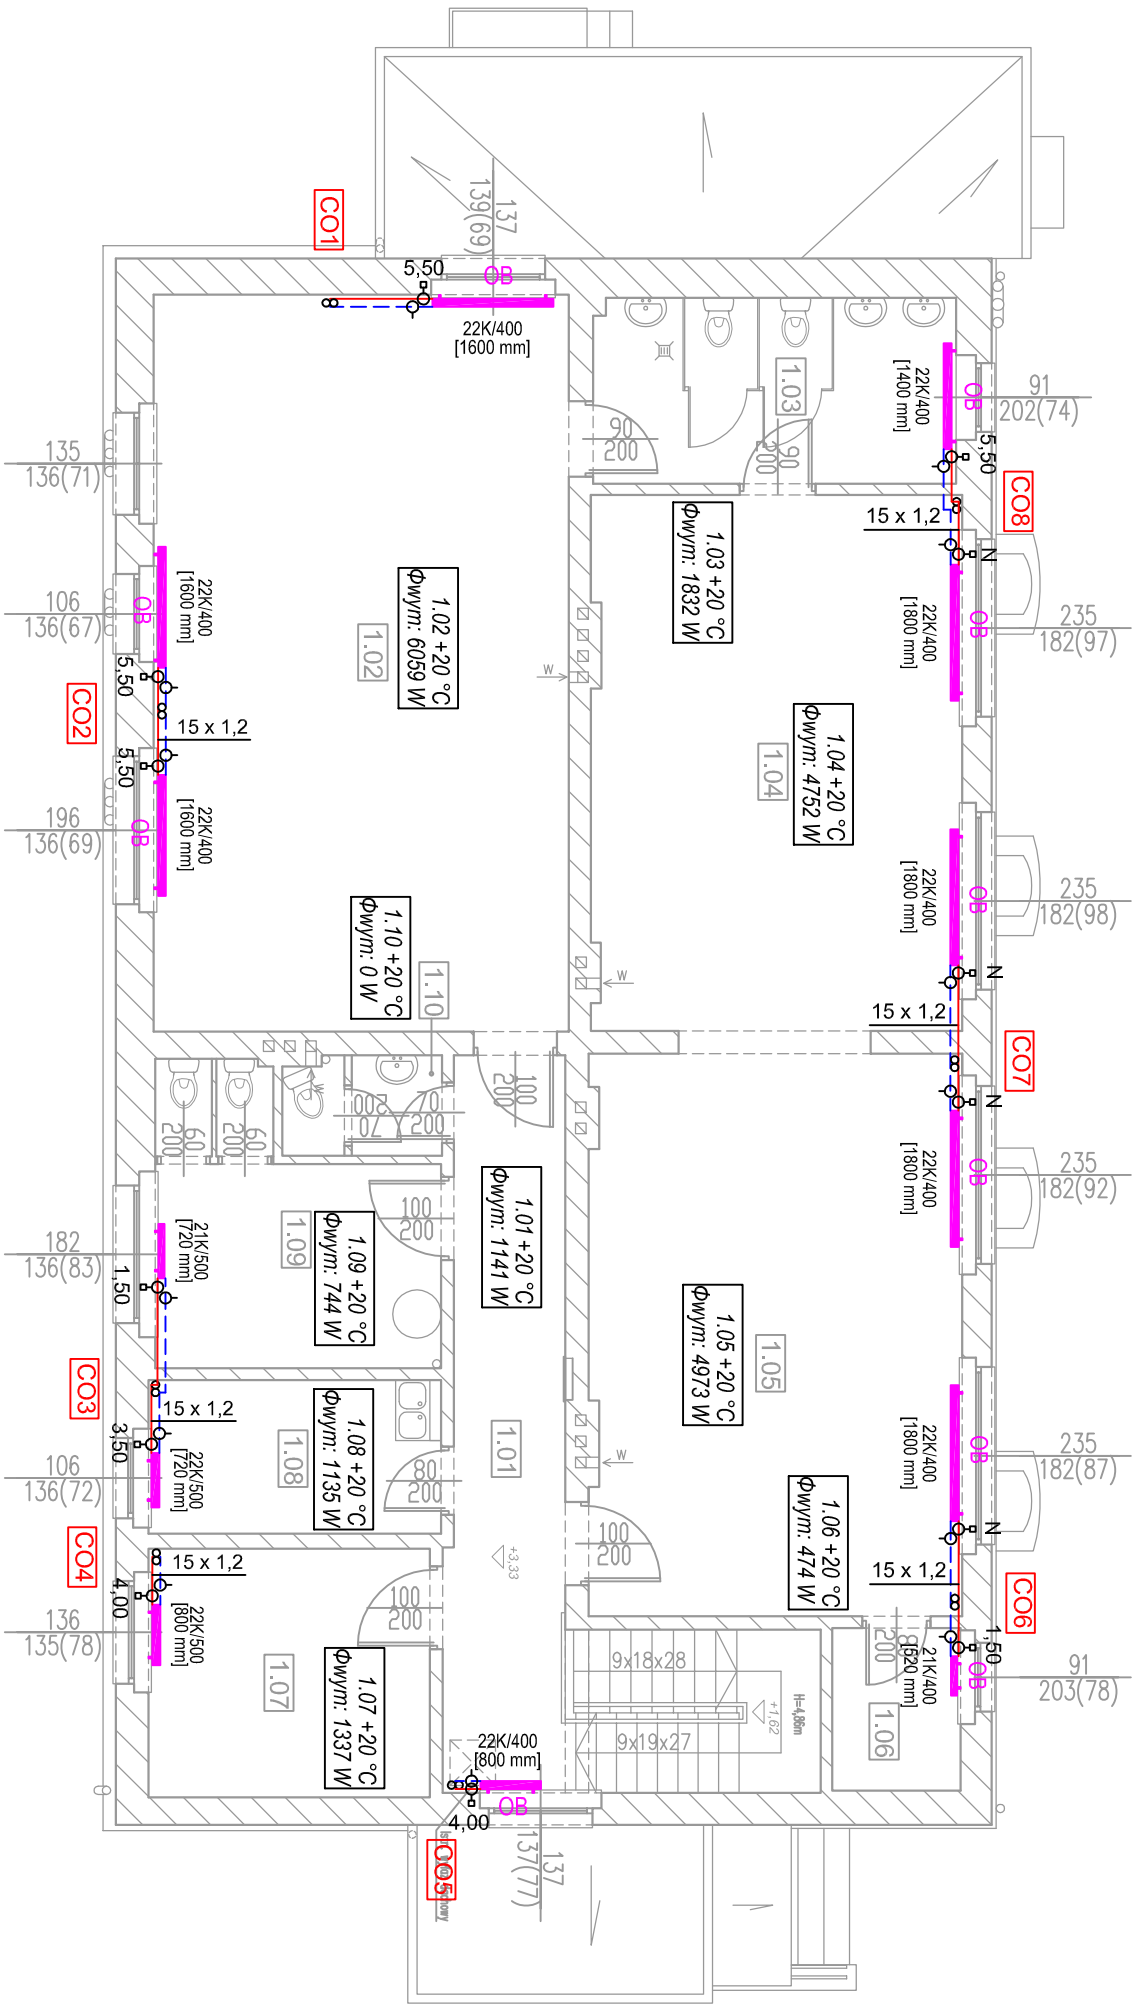 CO1
137
139(69)
5,50
OB
22K/400
[1600 mm]
91
202(74)
OB
22K/400
[1400 mm]
5,50
CO8
1.03
90
200
90
200
15 x 1,2
N
135
136(71)
1.03 +20 °C
Φwym: 1832 W
22K/400
[1800 mm]
OB
235
182(97)
106
136(67)
OB
22K/400
[1600 mm]
1.02
1.02 +20 °C
Φwym: 6059 W
W
5,50
CO2
15 x 1,2
5,50
1.04
1.04 +20 °C
Φwym: 4752 W
196
136(69)
OB
22K/400
[1600 mm]
22K/400
[1800 mm]
OB
235
182(98)
1.10 +20 °C
Φwym: 0 W
1.10
W
N
15 x 1,2
CO7
N
100
200
W
200
70
70
200
60
200
60
200
22K/400
[1800 mm]
OB
235
182(92)
182
136(83)
21K/500
[720 mm]
1,50
1.09
1.09 +20 °C
Φwym: 744 W
100
200
1.01 +20 °C
Φwym: 1141 W
1.05 +20 °C
Φwym: 4973 W
1.05
CO3
15 x 1,2
3,50
106
136(72)
22K/500
[720 mm]
1.08
1.08 +20 °C
Φwym: 1135 W
80
200
1.01
W
22K/400
[1800 mm]
OB
235
182(87)
N
CO4
15 x 1,2
4,00
136
135(78)
22K/500
[800 mm]
100
200
+3,33
100
200
1.06 +20 °C
Φwym: 474 W
15 x 1,2
CO6
1,50
200
21K/400
[520 mm]
OB
91
203(78)
1.07
1.07 +20 °C
Φwym: 1337 W
9x18x28
9x19x27
+1,62
H=4,86m
1.06
22K/400
[800 mm]
OB
4,00
CO5
137
137(77)